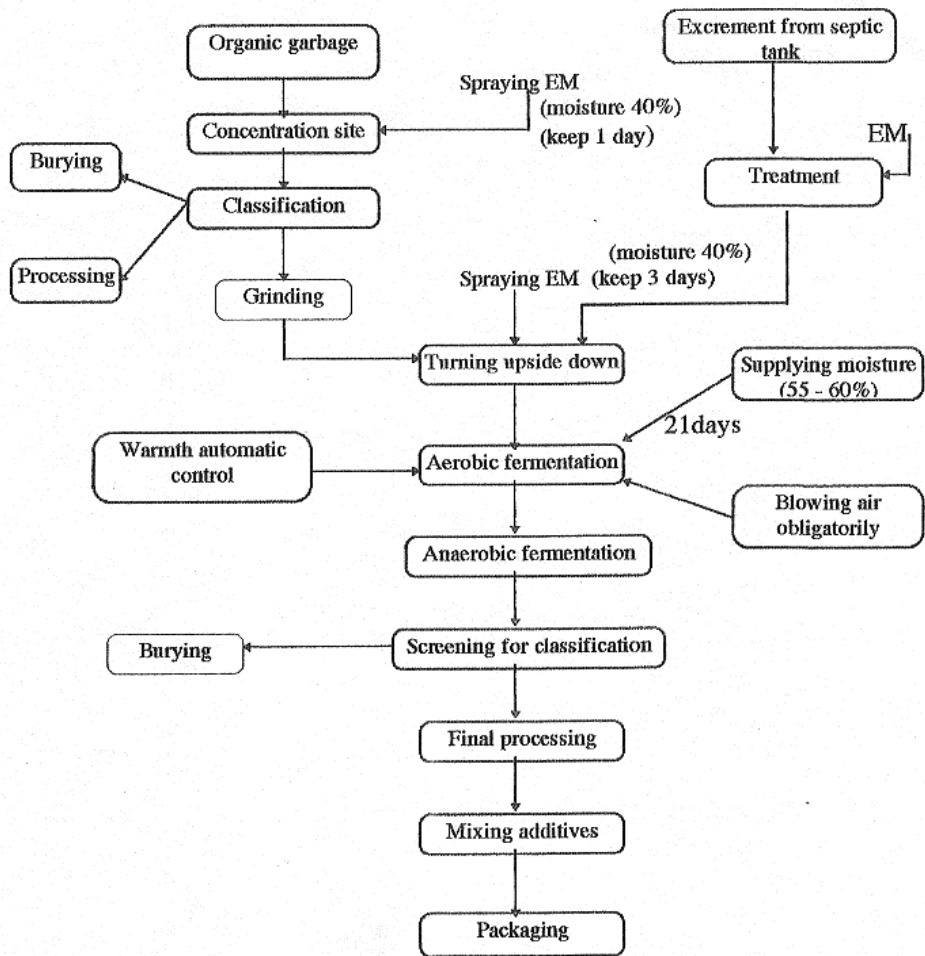 Organic garbage
Excrement from septic
tank
Spraying EM
(moisture 40%)
(keep 1 day)
Concentration site
EM
Burying
Treatment
Classification
Processing
(moisture 40%)
Spraying EM (keep 3 days)
Grinding
Turning upside down
Supplying moisture
(55 - 60%)
21days
Warmth automatic
control
Aerobic fermentation
Blowing air
obligatorily
Anaerobic fermentation
Burying
Screening for classification
Final processing
Mixing additives
Packaging